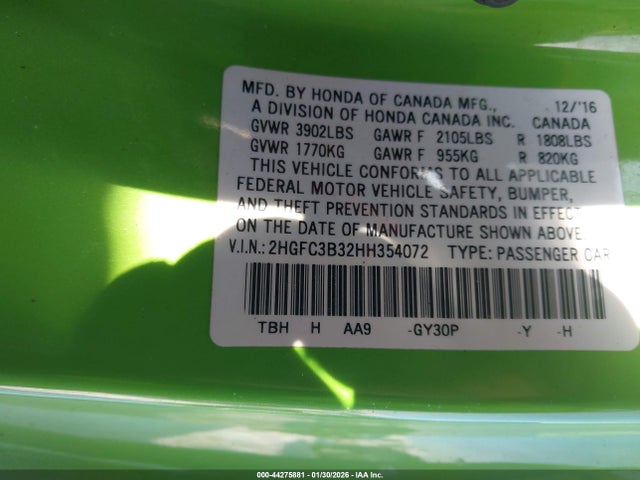 MFD. BY HONDA OF CANADA MFG., 12/'16
A DIVISION OF HONDA CANADA INC. CANADA
GVWR 3902LBS GAWR F 2105LBS R 1808LBS
GVWR 1770KG GAWR F 955KG R 820KG
THIS VEHICLE CONFORMS TO ALL APPLICABLE
FEDERAL MOTOR VEHICLE SAFETY, BUMPER,
AND THEFT PREVENTION STANDARDS IN EFFECT
ON THE DATE OF MANUFACTURE SHOWN ABOVE.
V.I.N.: 2HGFC3B32HH354072 TYPE: PASSENGER CAR
TBH H AA9 -GY30P -Y -H
000-44275881 - 01/30/2026 - IAA Inc.